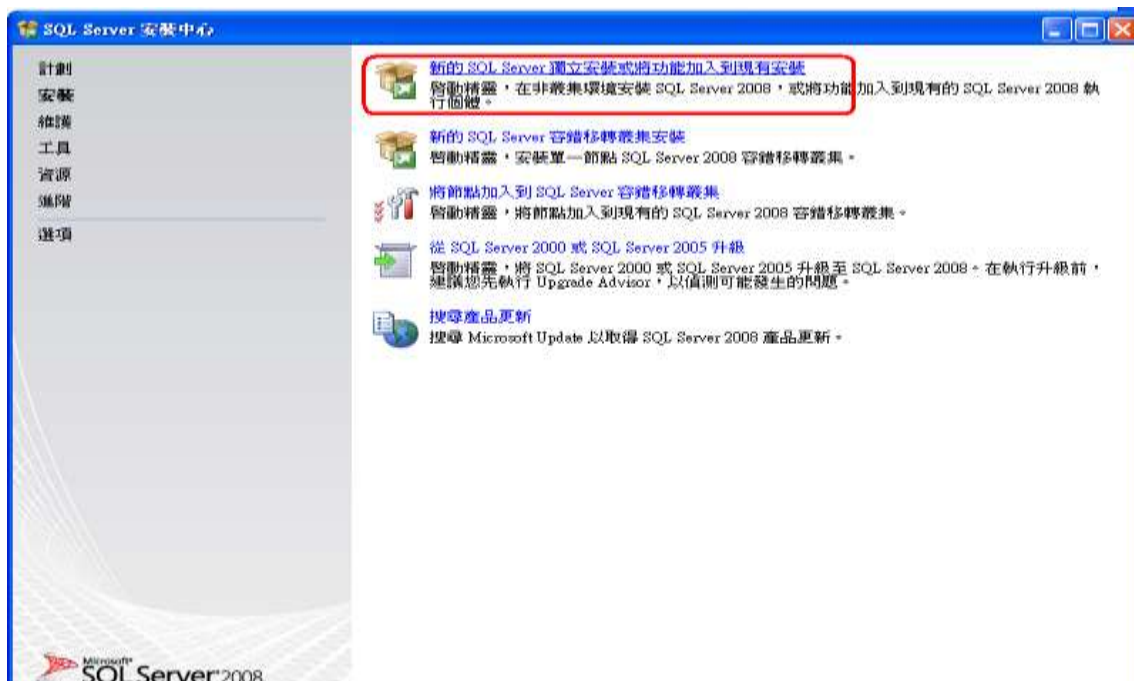 SQL Server 安裝中心
計劃
安裝
維護
工具
資源
進階
選項
新的 SQL Server 獨立安裝或將功能加入到現有安裝
啟動精靈，在非叢集環境安裝 SQL Server 2008，或將功能加入到現有的 SQL Server 2008 執
行個體。
新的 SQL Server 容錯移轉叢集安裝
啟動精靈，安裝單一節點 SQL Server 2008 容錯移轉叢集。
將節點加入到 SQL Server 容錯移轉叢集
啟動精靈，將節點加入到現有的 SQL Server 2008 容錯移轉叢集。
從 SQL Server 2000 或 SQL Server 2005 升級
啟動精靈，將 SQL Server 2000 或 SQL Server 2005 升級至 SQL Server 2008。在執行升級前，
建議您先執行 Upgrade Advisor，以偵測可能發生的問題。
搜尋產品更新
搜尋 Microsoft Update 以取得 SQL Server 2008 產品更新。
Microsoft
SQL Server 2008